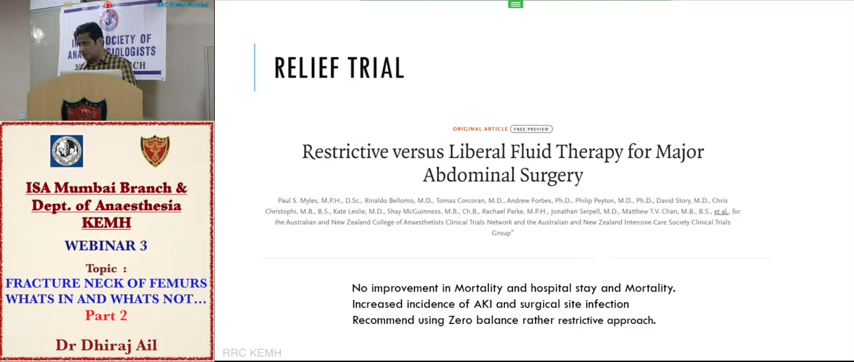 RRC KEMH Mumbai
SOCIETY OF
RELIEF TRIAL
ORIGINAL ARTICLE FREE PREVIEW
Restrictive versus Liberal Fluid Therapy for Major
Abdominal Surgery
Paul S. Myles, M.P.H., D.Sc., Rinaldo Bellomo, M.D., Tomas Corcoran, M.D., Andrew Forbes, Ph.D., Philip Peyton, M.D., Ph.D., David Story, M.D., Chris
Christophi, M.B., B.S., Kate Leslie, M.D., Shay McGuinness, M.B., Ch.B., Rachael Parke, M.P.H., Jonathan Serpell, M.D., Matthew T.V. Chan, M.B., B.S., et al., for
the Australian and New Zealand College of Anaesthetists Clinical Trials Network and the Australian and New Zealand Intensive Care Society Clinical Trials
Group*
No improvement in Mortality and hospital stay and Mortality.
Increased incidence of AKI and surgical site infection
Recommend using Zero balance rather restrictive approach.
RRC KEMH
ISA Mumbai Branch &
Dept. of Anaesthesia
KEMH
WEBINAR 3
Topic :
FRACTURE NECK OF FEMURS
WHATS IN AND WHATS NOT...
Part 2
Dr Dhiraj Ail